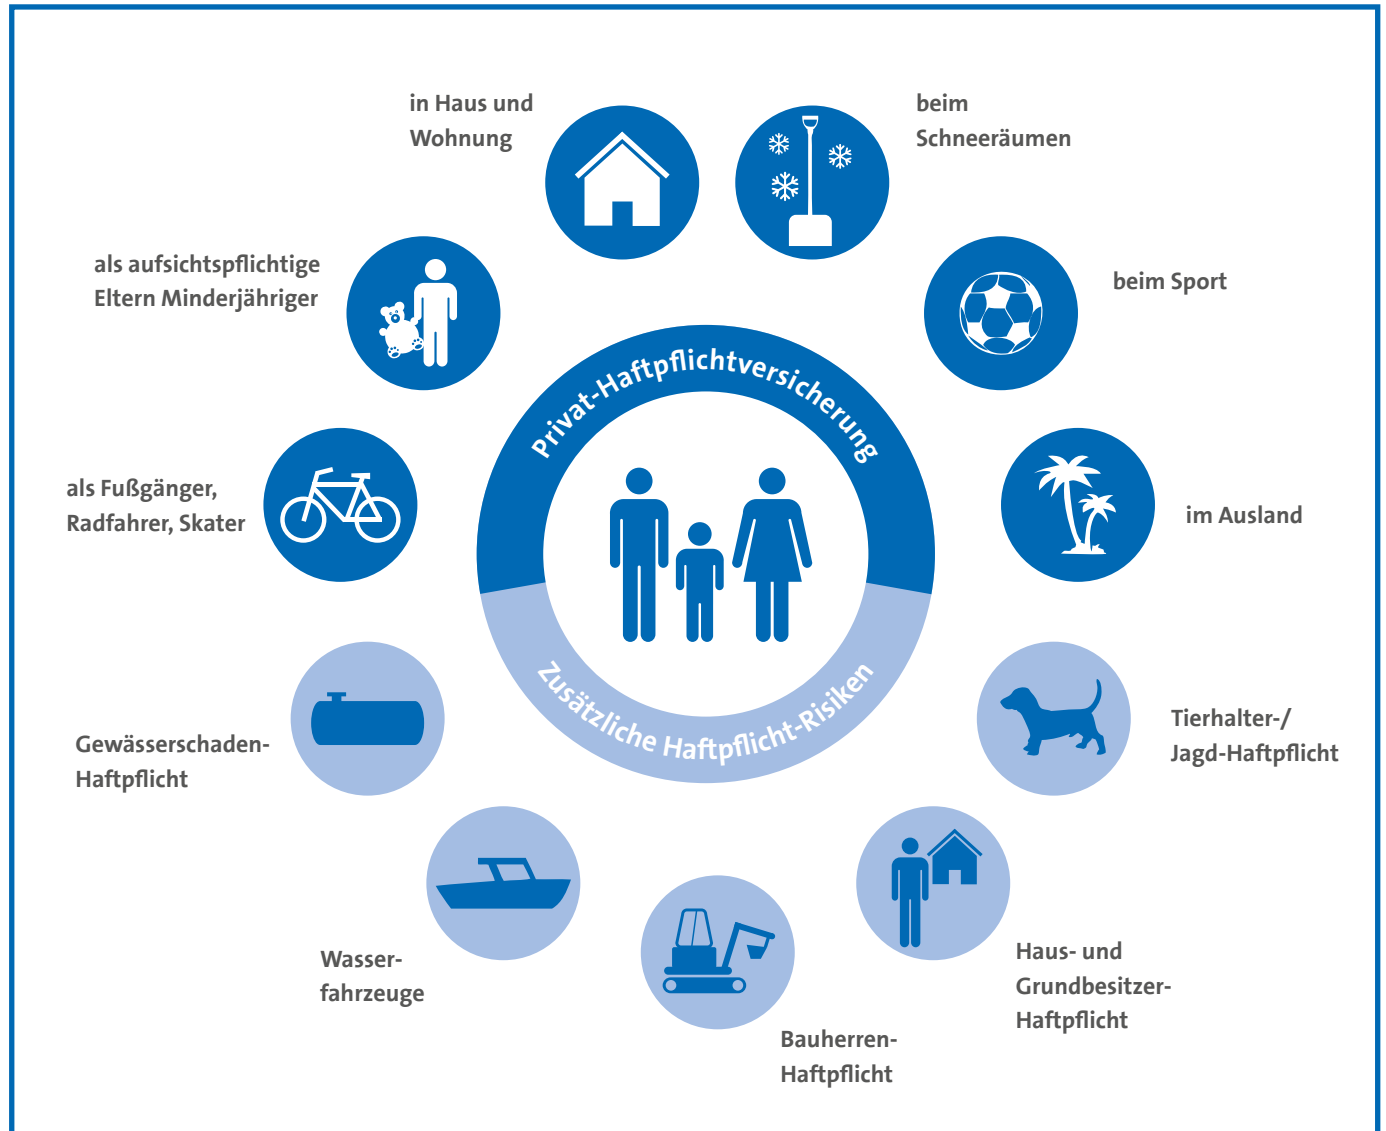 in Haus und
Wohnung
beim
Schneeräumen
als aufsichtspflichtige
Eltern Minderjähriger
beim Sport
Privat-Haftpflichtversicherung
als Fußgänger,
Radfahrer, Skater
im Ausland
Zusätzliche Haftpflicht-Risiken
Gewässerschaden-
Haftpflicht
Tierhalter-/
Jagd-Haftpflicht
Wasser-
fahrzeuge
Haus- und
Grundbesitzer-
Haftpflicht
Bauherren-
Haftpflicht